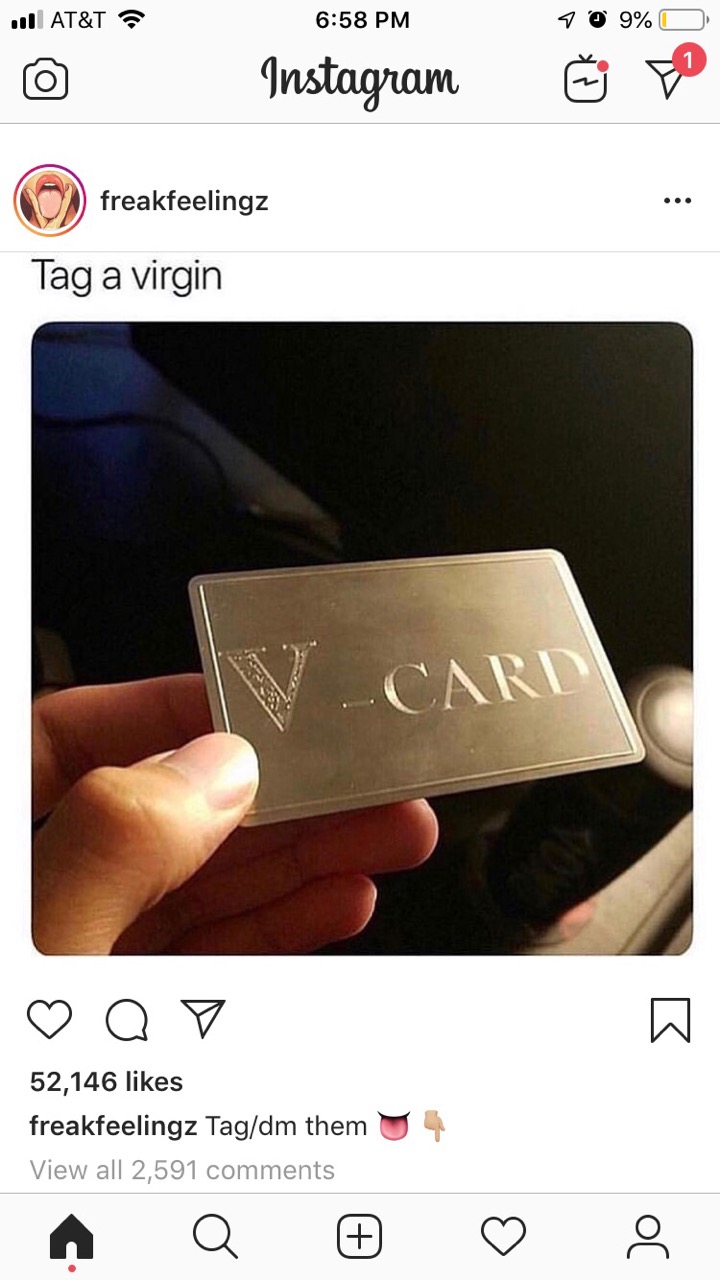 AT&T 6:58 PM 9%
Instagram
1
freakfeelingz
Tag a virgin
V-CARD
52,146 likes
freakfeelingz Tag/dm them 👅 👇🏼
View all 2,591 comments